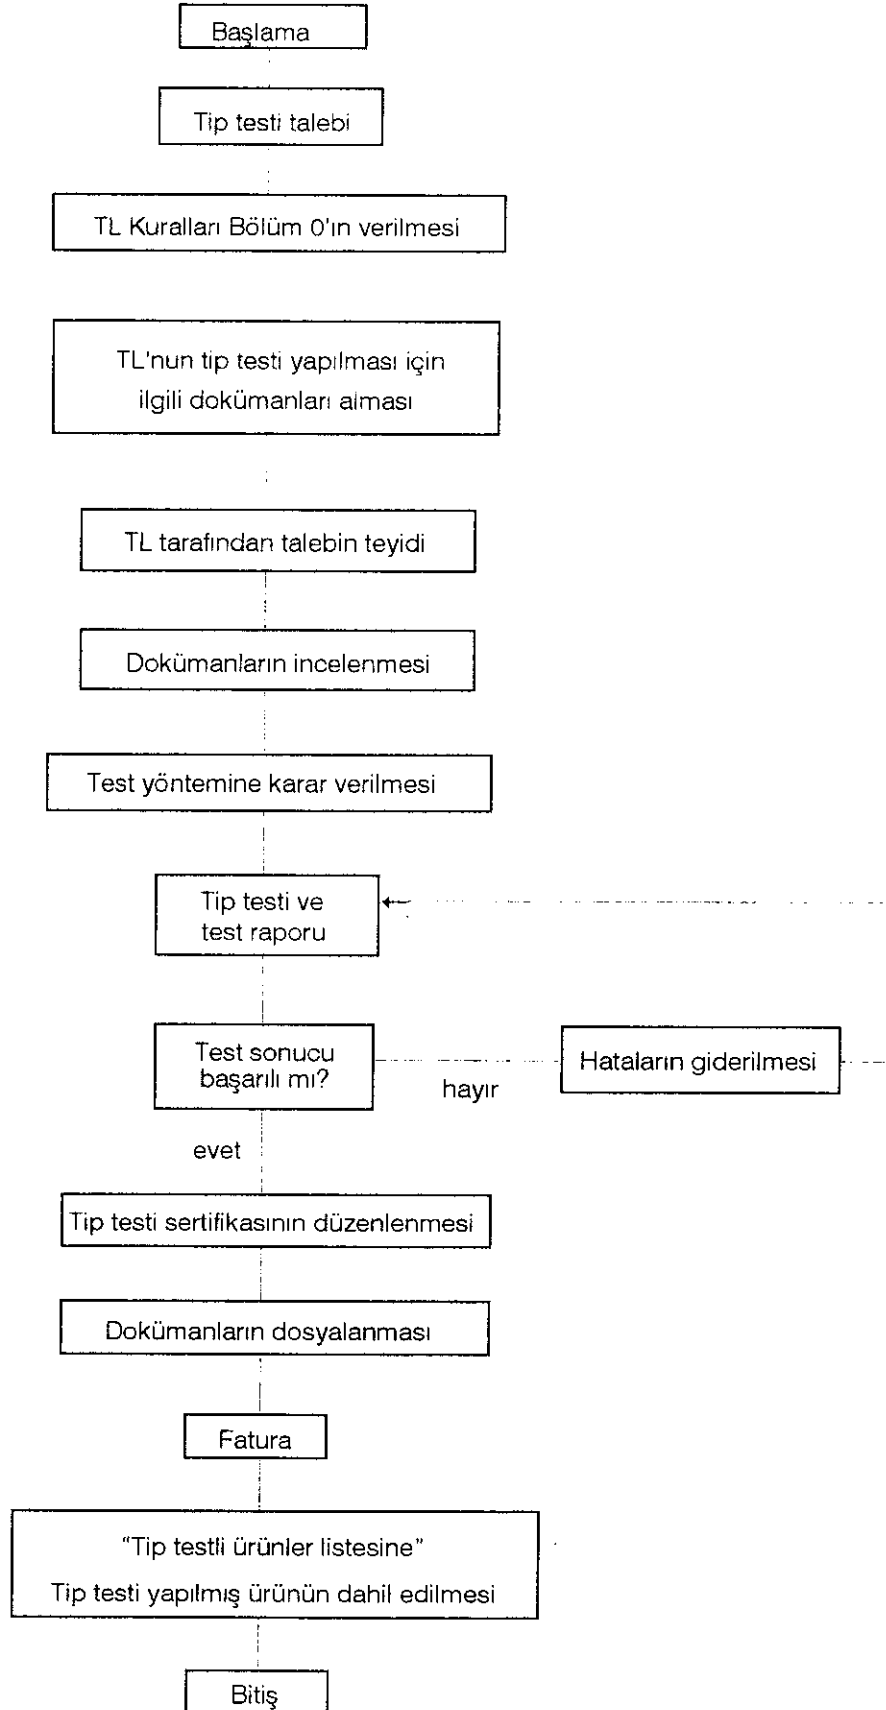 Başlama
Tip testi talebi
TL Kuralları Bölüm 0'ın verilmesi
TL'nun tip testi yapılması için
ilgili dokümanları alması
TL tarafından talebin teyidi
Dokümanların incelenmesi
Test yöntemine karar verilmesi
Tip testi ve
test raporu
Test sonucu
başarılı mı?
hayır
Hataların giderilmesi
evet
Tip testi sertifikasının düzenlenmesi
Dokümanların dosyalanması
Fatura
“Tip testli ürünler listesine”
Tip testi yapılmış ürünün dahil edilmesi
Bitiş